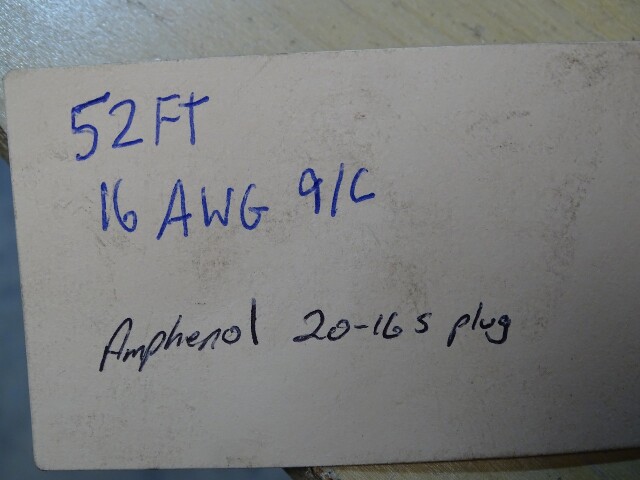 52FT
16 AWG 9/C
Amphenol 20-16s plug